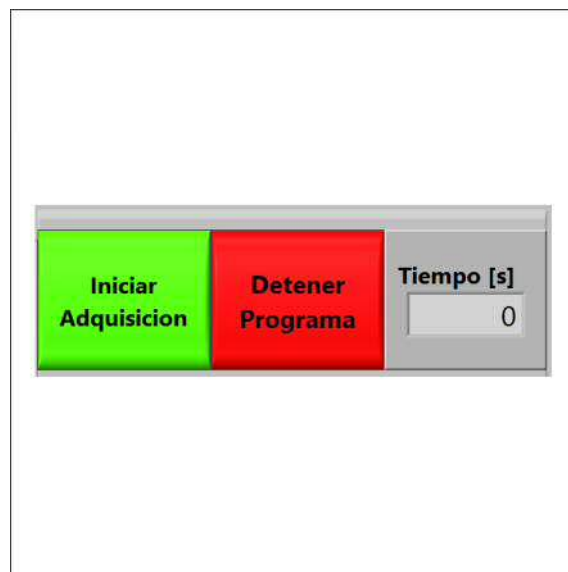 Iniciar
Adquisicion
Detener
Programa
Tiempo [s]
0